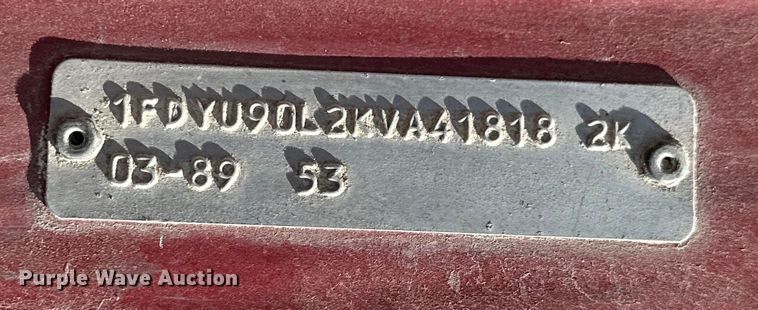 1FDYU90L2KVA41818 2K
03-89 53
Purple Wave Auction